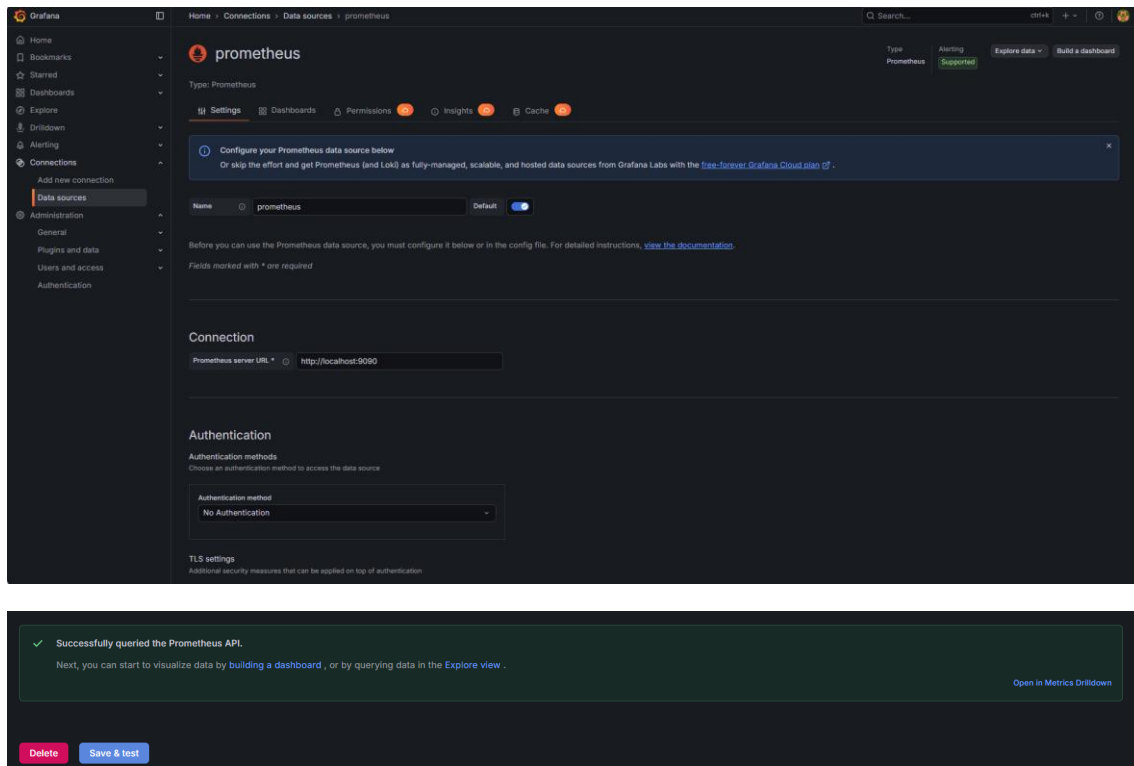 Grafana
Home › Connections › Data sources › prometheus
Search...
ctrl+k
Home
Bookmarks
Starred
Dashboards
Explore
Drilldown
Alerting
Connections
Add new connection
Data sources
Administration
General
Plugins and data
Users and access
Authentication
prometheus
Type
Prometheus
Alerting
Supported
Explore data
Build a dashboard
Type: Prometheus
Settings
Dashboards
Permissions
Insights
Cache
Configure your Prometheus data source below
Or skip the effort and get Prometheus (and Loki) as fully-managed, scalable, and hosted data sources from Grafana Labs with the free-forever Grafana Cloud plan .
Name
prometheus
Default
Before you can use the Prometheus data source, you must configure it below or in the config file. For detailed instructions, view the documentation.
Fields marked with * are required
Connection
Prometheus server URL *
http://localhost:9090
Authentication
Authentication methods
Choose an authentication method to access the data source
Authentication method
No Authentication
TLS settings
Additional security measures that can be applied on top of authentication
Successfully queried the Prometheus API.
Next, you can start to visualize data by building a dashboard , or by querying data in the Explore view .
Open in Metrics Drilldown
Delete
Save & test